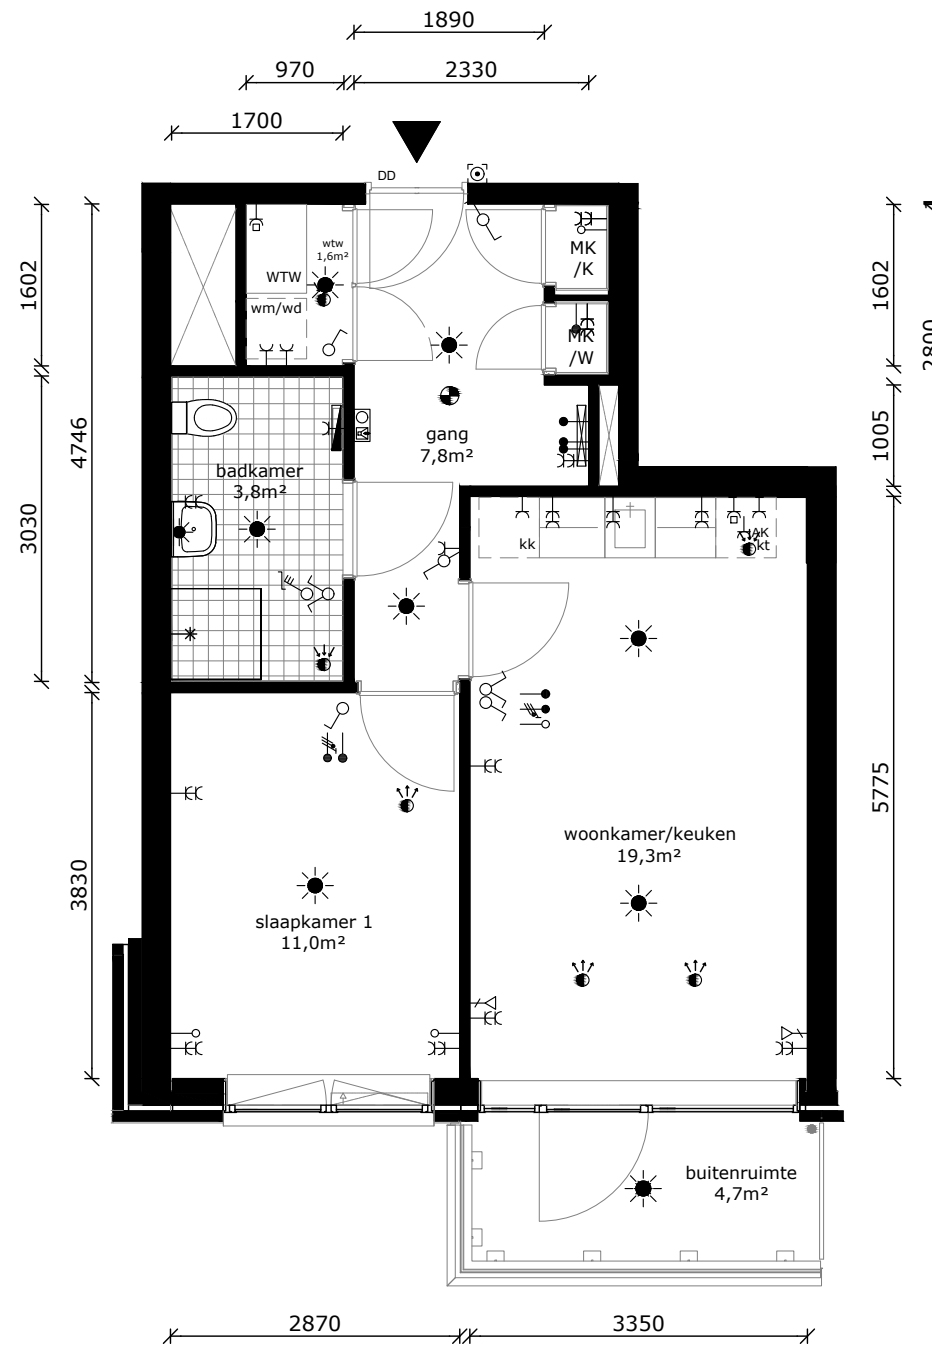 1890
970
2330
1700
DD
1602
4746
3030
3830
wtw
1,6m²
WTW
wm/wd
MK
/K
MK
/W
gang
7,8m²
badkamer
3,8m²
kk
AK
kt
1602
2800
1005
5775
woonkamer/keuken
19,3m²
slaapkamer 1
11,0m²
buitenruimte
4,7m²
2870
3350